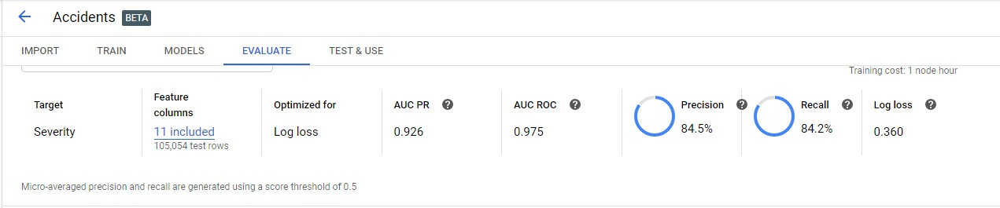 Accidents BETA
IMPORT TRAIN MODELS EVALUATE TEST & USE
Training cost: 1 node hour
Target
Severity
Feature
columns
11 included
105,054 test rows
Optimized for
Log loss
AUC PR ?
0.926
AUC ROC ?
0.975
Precision ?
84.5%
Recall ?
84.2%
Log loss ?
0.360
Micro-averaged precision and recall are generated using a score threshold of 0.5